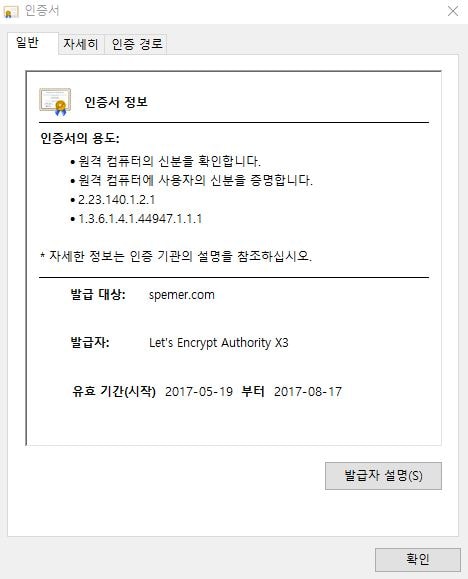 인증서
일반 자세히 인증 경로
인증서 정보
인증서의 용도:
• 원격 컴퓨터의 신분을 확인합니다.
• 원격 컴퓨터에 사용자의 신분을 증명합니다.
• 2.23.140.1.2.1
• 1.3.6.1.4.1.44947.1.1.1
* 자세한 정보는 인증 기관의 설명을 참조하십시오.
발급 대상: spemer.com
발급자: Let's Encrypt Authority X3
유효 기간(시작) 2017-05-19 부터 2017-08-17
발급자 설명(S)
확인